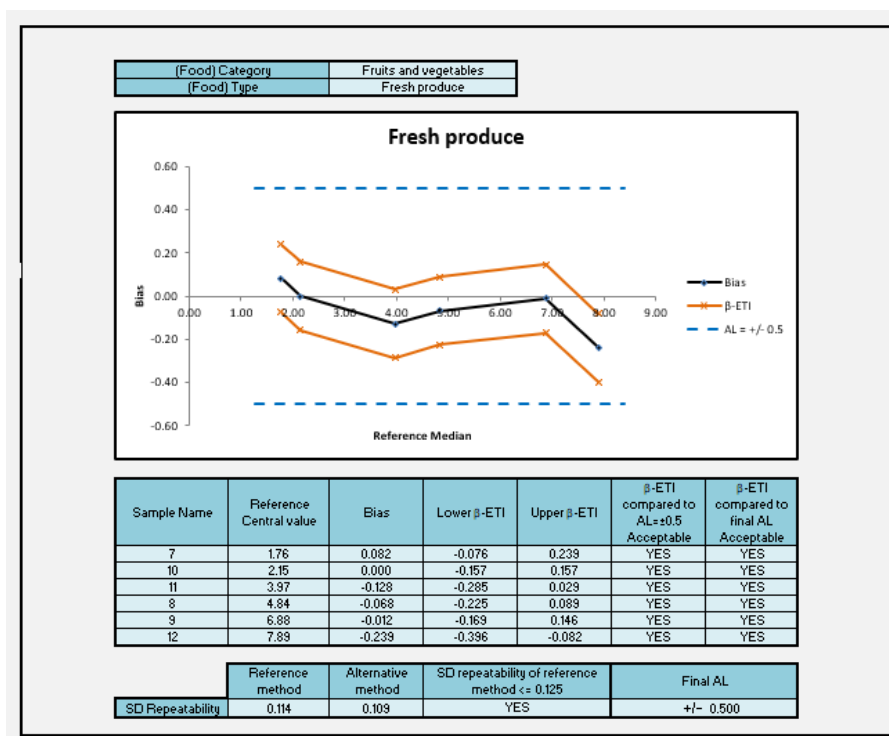 (Food) Category Fruits and vegetables
(Food) Type Fresh produce
Fresh produce
0.60
0.40
0.20
0.00
-0.20
-0.40
-0.60
0.00 1.00 2.00 3.00 4.00 5.00 6.00 7.00 8.00 9.00
Bias
Reference Median
Bias
β-ETI
AL = +/- 0.5
Sample Name Reference Central value Bias Lower β-ETI Upper β-ETI β-ETI compared to AL=±0.5 Acceptable β-ETI compared to final AL Acceptable
7 1.76 0.082 -0.076 0.239 YES YES
10 2.15 0.000 -0.157 0.157 YES YES
11 3.97 -0.128 -0.285 0.029 YES YES
8 4.84 -0.068 -0.225 0.089 YES YES
9 6.88 -0.012 -0.169 0.146 YES YES
12 7.89 -0.239 -0.396 -0.082 YES YES
Reference method Alternative method SD repeatability of reference method <= 0.125 Final AL
SD Repeatability 0.114 0.109 YES +/- 0.500